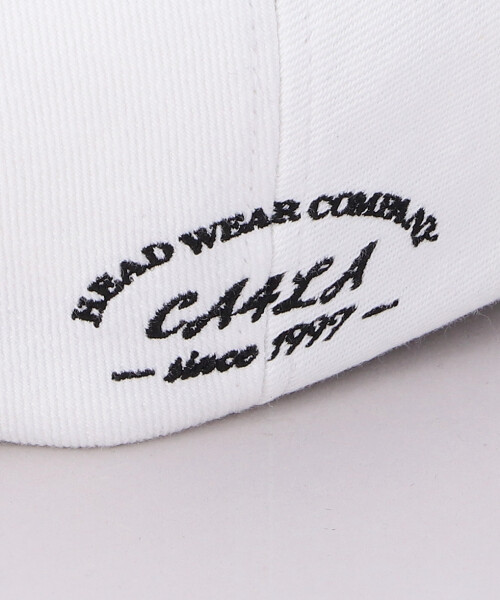 HEAD WEAR COMPANY
CA4LA
— since 1997 —